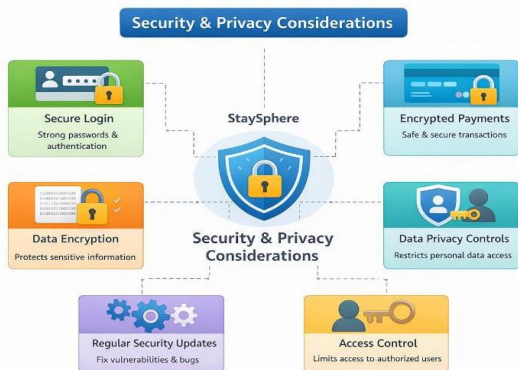 Security & Privacy Considerations
Secure Login
Strong passwords &
authentication
StaySphere
Encrypted Payments
Safe & secure transactions
Data Encryption
Protects sensitive information
Security & Privacy
Considerations
Data Privacy Controls
Restricts personal data access
Regular Security Updates
Fix vulnerabilities & bugs
Access Control
Limits access to authorized users